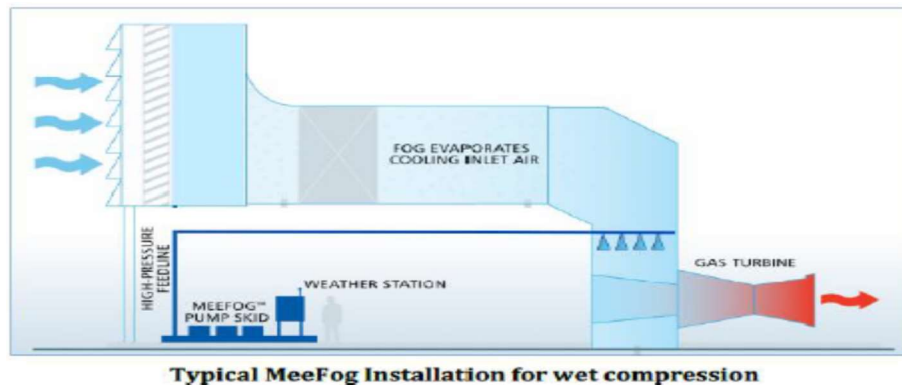 FOG EVAPORATES
COOLING INLET AIR
HIGH-PRESSURE
FEEDLINE
WEATHER STATION
MEEFOG™
PUMP SKID
GAS TURBINE
Typical MeeFog Installation for wet compression